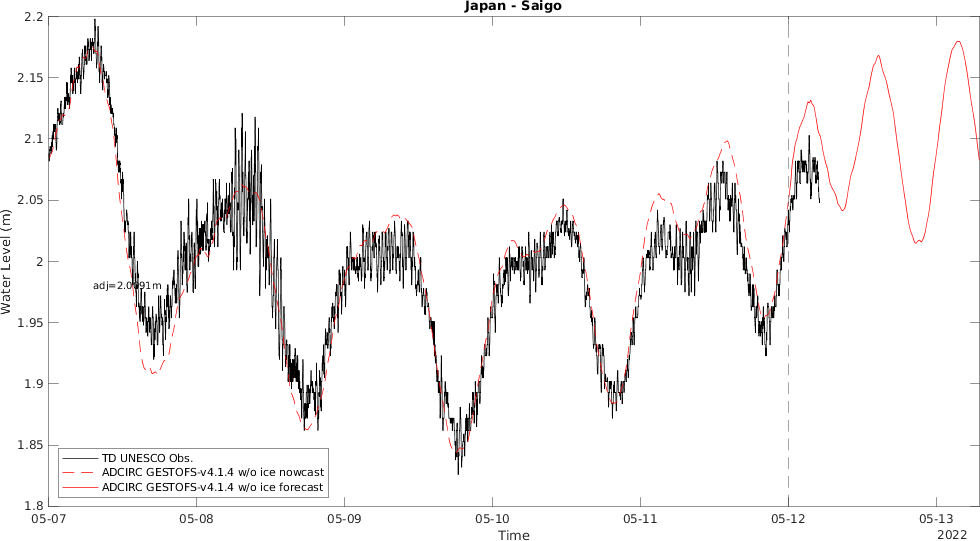 Japan - Saigo
2.2
2.15
2.1
2.05
2
1.95
1.9
1.85
1.8
Water Level (m)
TD UNESCO Obs.
ADCIRC GESTOFS-v4.1.4 w/o ice nowcast
ADCIRC GESTOFS-v4.1.4 w/o ice forecast
05-07
05-08
05-09
05-10
05-11
05-12
05-13
Time
2022